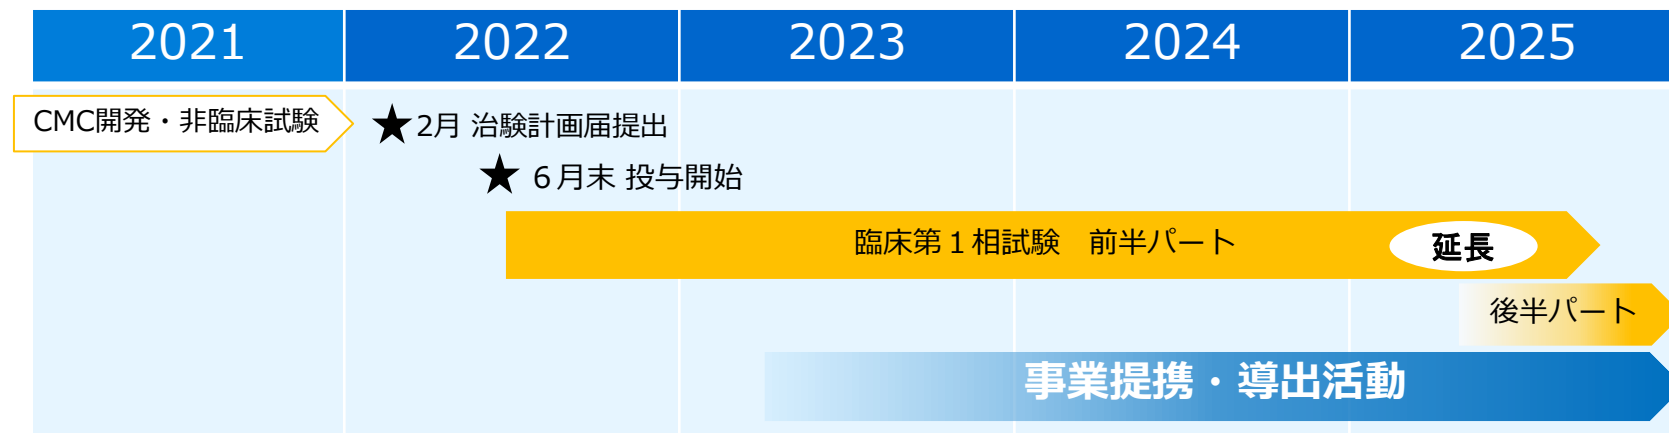 2021 2022 2023 2024 2025
CMC開発・非臨床試験
★2月 治験計画届提出
★ 6月末 投与開始
臨床第1相試験 前半パート 延長
後半パート
事業提携・導出活動